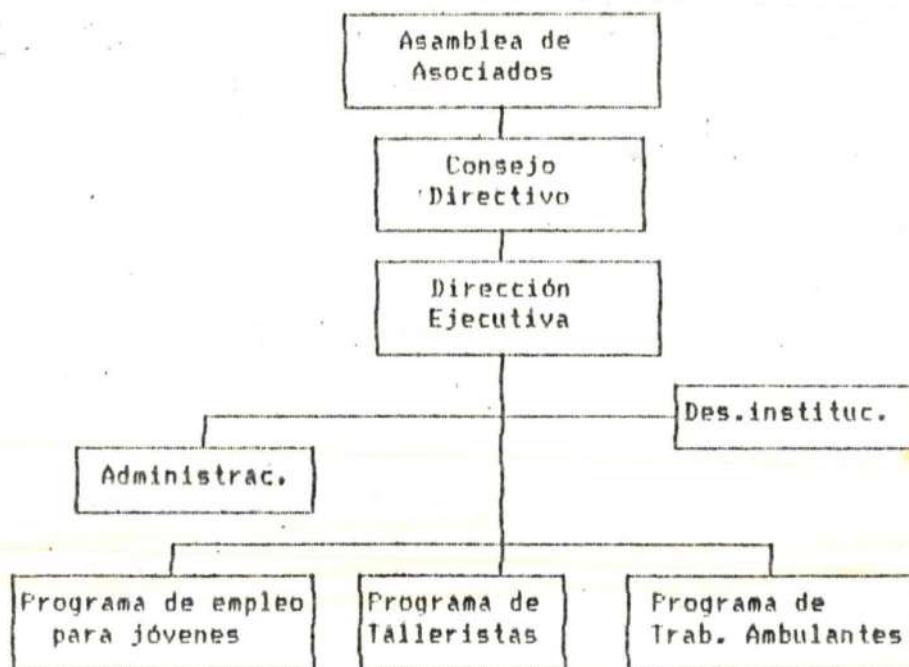 Asamblea de
Asociados
Consejo
Directivo
Dirección
Ejecutiva
Des.instituc.
Administrac.
Programa de empleo
para jóvenes
Programa de
Talleristas
Programa de
Trab. Ambulantes